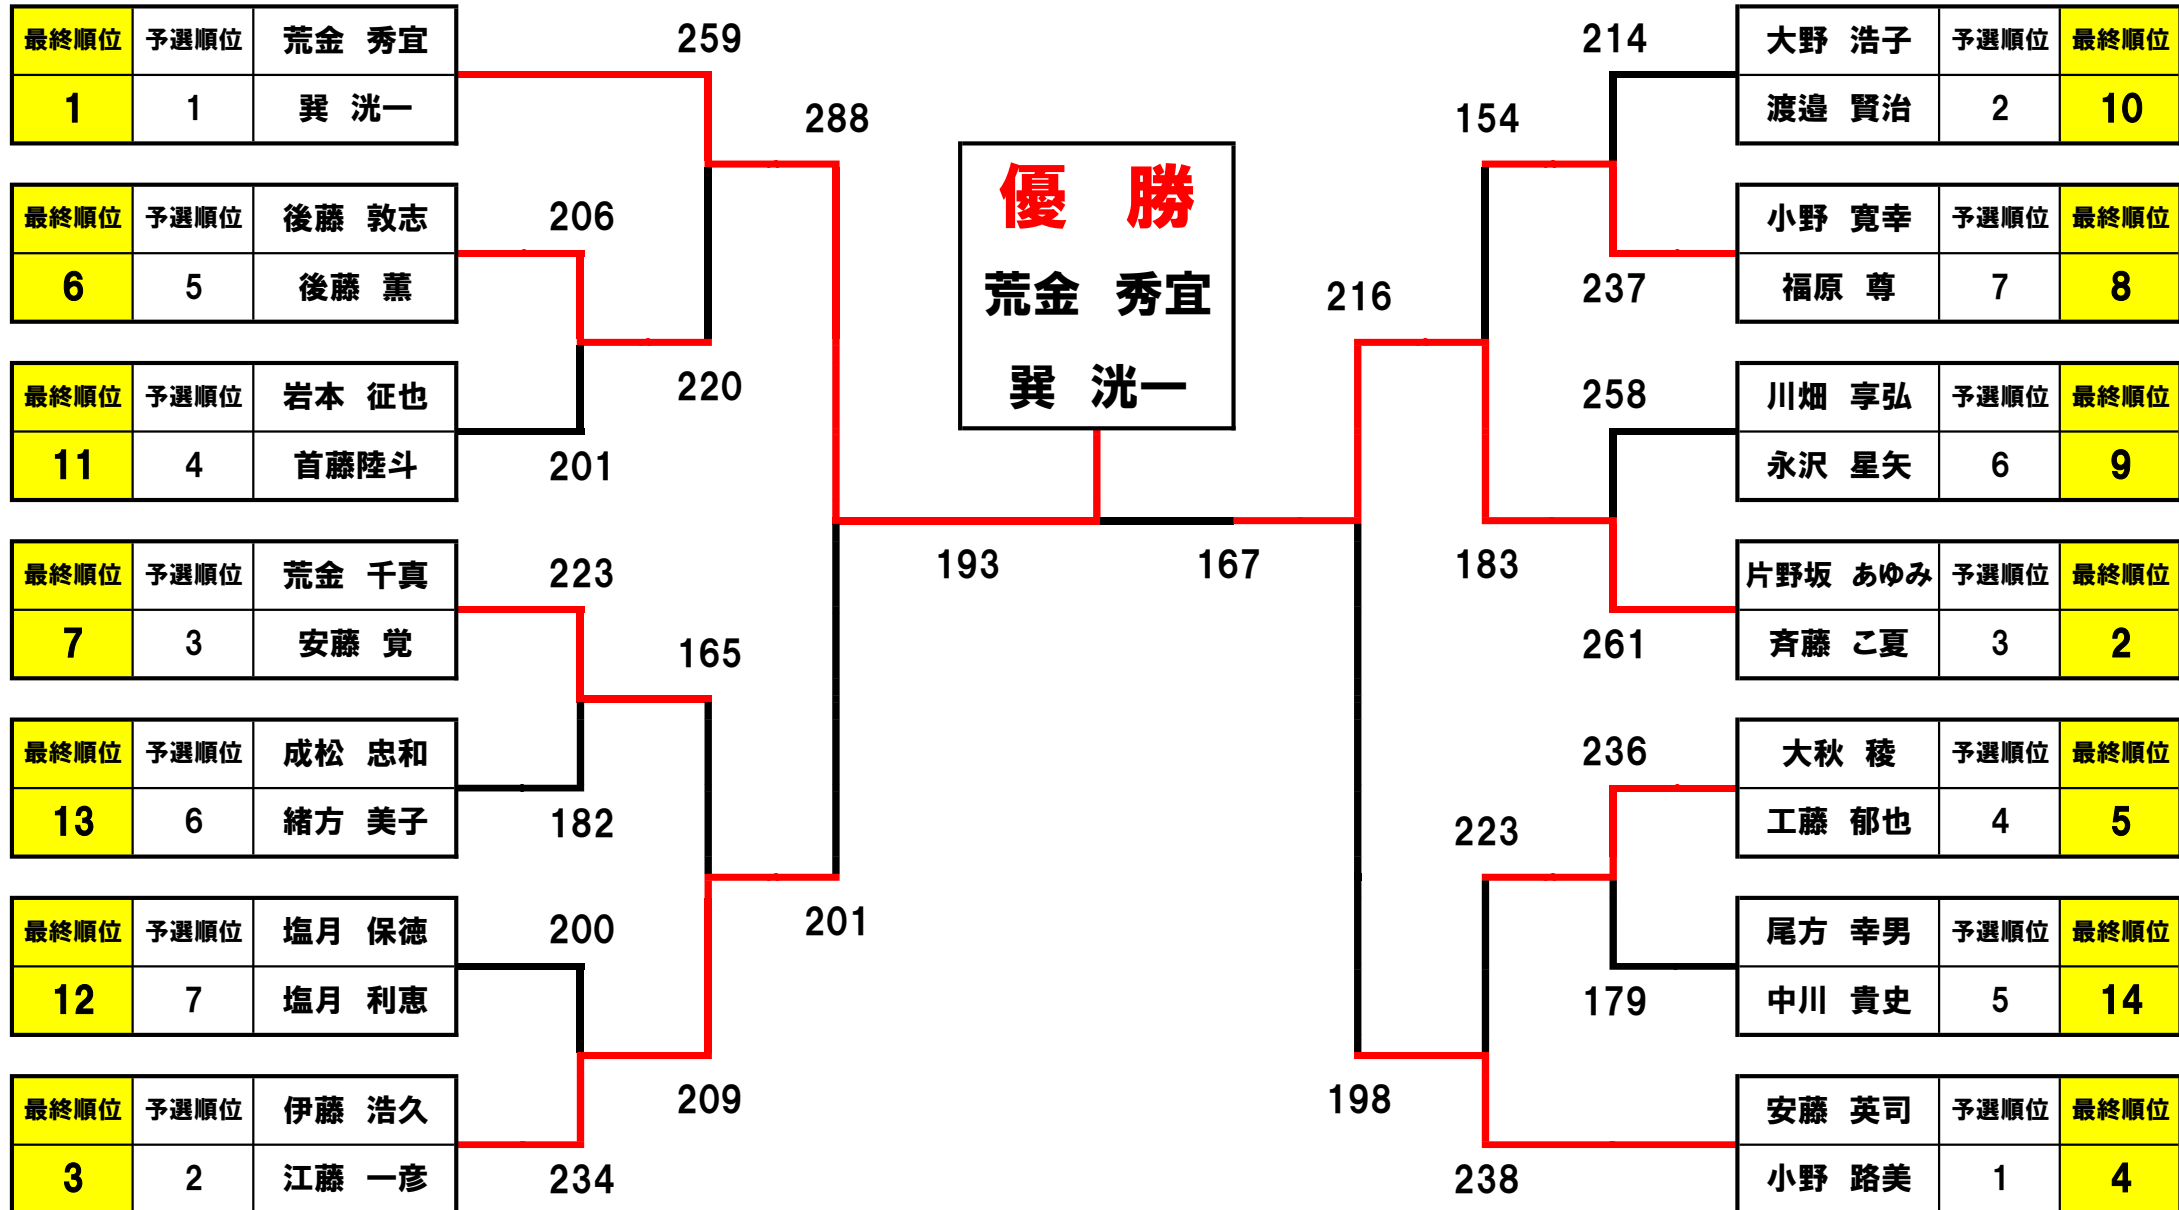 最終順位 予選順位 荒金 秀宜
1 1 巽 洸一
最終順位 予選順位 後藤 敦志
6 5 後藤 薫
最終順位 予選順位 岩本 征也
11 4 首藤陸斗
最終順位 予選順位 荒金 千真
7 3 安藤 覚
最終順位 予選順位 成松 忠和
13 6 緒方 美子
最終順位 予選順位 塩月 保徳
12 7 塩月 利恵
最終順位 予選順位 伊藤 浩久
3 2 江藤 一彦
259
288
206
220
201
223
165
182
200
201
209
234
193
優 勝
荒金 秀宜
巽 洸一
167
214
154
237
216
258
183
261
236
223
179
198
238
大野 浩子 予選順位 最終順位
渡邉 賢治 2 10
小野 寛幸 予選順位 最終順位
福原 尊 7 8
川畑 享弘 予選順位 最終順位
永沢 星矢 6 9
片野坂 あゆみ 予選順位 最終順位
斉藤 こ夏 3 2
大秋 稜 予選順位 最終順位
工藤 郁也 4 5
尾方 幸男 予選順位 最終順位
中川 貴史 5 14
安藤 英司 予選順位 最終順位
小野 路美 1 4